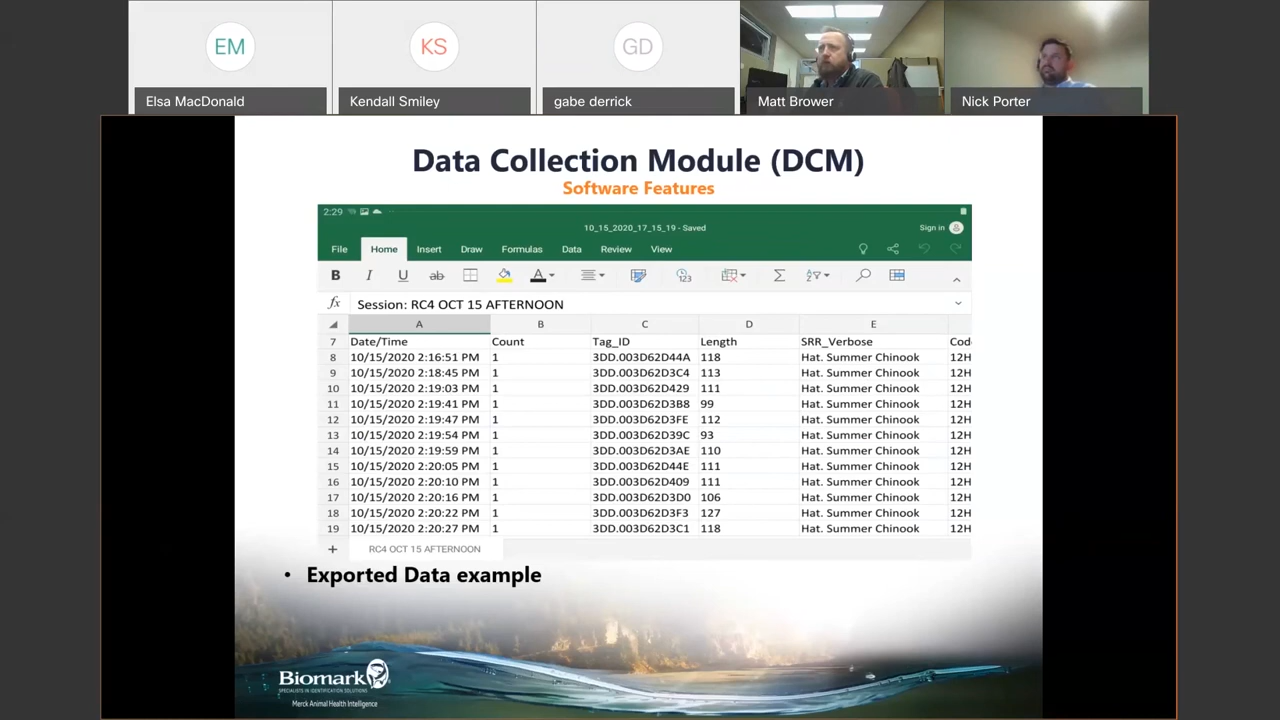 EM
KS
GD
Elsa MacDonald
Kendall Smiley
gabe derrick
Matt Brower
Nick Porter
Data Collection Module (DCM)
Software Features
2:29
10_15_2020_17_15_19 - Saved
Sign in
File Home Insert Draw Formulas Data Review View
B I U ab A 123
fx Session: RC4 OCT 15 AFTERNOON
A B C D E
7 Date/Time Count Tag_ID Length SRR_Verbose Cod
8 10/15/2020 2:16:51 PM 1 3DD.003D62D44A 118 Hat. Summer Chinook 12H
9 10/15/2020 2:18:45 PM 1 3DD.003D62D3C4 113 Hat. Summer Chinook 12H
10 10/15/2020 2:19:03 PM 1 3DD.003D62D429 111 Hat. Summer Chinook 12H
11 10/15/2020 2:19:41 PM 1 3DD.003D62D3B8 99 Hat. Summer Chinook 12H
12 10/15/2020 2:19:47 PM 1 3DD.003D62D3FE 112 Hat. Summer Chinook 12H
13 10/15/2020 2:19:54 PM 1 3DD.003D62D39C 93 Hat. Summer Chinook 12H
14 10/15/2020 2:19:59 PM 1 3DD.003D62D3AE 110 Hat. Summer Chinook 12H
15 10/15/2020 2:20:05 PM 1 3DD.003D62D44E 111 Hat. Summer Chinook 12H
16 10/15/2020 2:20:10 PM 1 3DD.003D62D409 111 Hat. Summer Chinook 12H
17 10/15/2020 2:20:16 PM 1 3DD.003D62D3D0 106 Hat. Summer Chinook 12H
18 10/15/2020 2:20:22 PM 1 3DD.003D62D3F3 127 Hat. Summer Chinook 12H
19 10/15/2020 2:20:27 PM 1 3DD.003D62D3C1 118 Hat. Summer Chinook 12H
+ RC4 OCT 15 AFTERNOON
• Exported Data example
Biomark
SPECIALISTS IN IDENTIFICATION SOLUTIONS
Merck Animal Health Intelligence